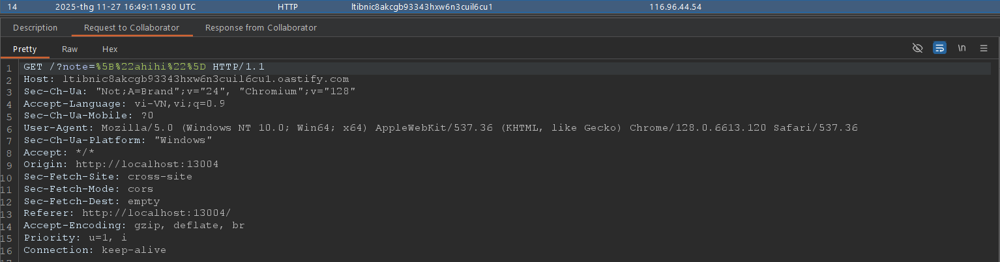 14 2025-thg 11-27 16:49:11.930 UTC HTTP ltibnic8akcgb93343hxw6n3cuil6cu1 116.96.44.54
Description Request to Collaborator Response from Collaborator
Pretty Raw Hex \n
1 GET /?note=%5B%22ahihi%22%5D HTTP/1.1
2 Host: ltibnic8akcgb93343hxw6n3cuil6cu1.oastify.com
3 Sec-Ch-Ua: "Not;A=Brand";v="24", "Chromium";v="128"
4 Accept-Language: vi-VN,vi;q=0.9
5 Sec-Ch-Ua-Mobile: ?0
6 User-Agent: Mozilla/5.0 (Windows NT 10.0; Win64; x64) AppleWebKit/537.36 (KHTML, like Gecko) Chrome/128.0.6613.120 Safari/537.36
7 Sec-Ch-Ua-Platform: "Windows"
8 Accept: */*
9 Origin: http://localhost:13004
10 Sec-Fetch-Site: cross-site
11 Sec-Fetch-Mode: cors
12 Sec-Fetch-Dest: empty
13 Referer: http://localhost:13004/
14 Accept-Encoding: gzip, deflate, br
15 Priority: u=1, i
16 Connection: keep-alive
17